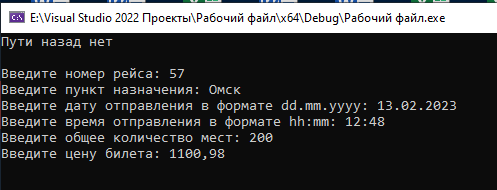 E:\Visual Studio 2022 Проекты\Рабочий файл\x64\Debug\Рабочий файл.exe
Пути назад нет
Введите номер рейса: 57
Введите пункт назначения: Омск
Введите дату отправления в формате dd.mm.yyyy: 13.02.2023
Введите время отправления в формате hh:mm: 12:48
Введите общее количество мест: 200
Введите цену билета: 1100,98